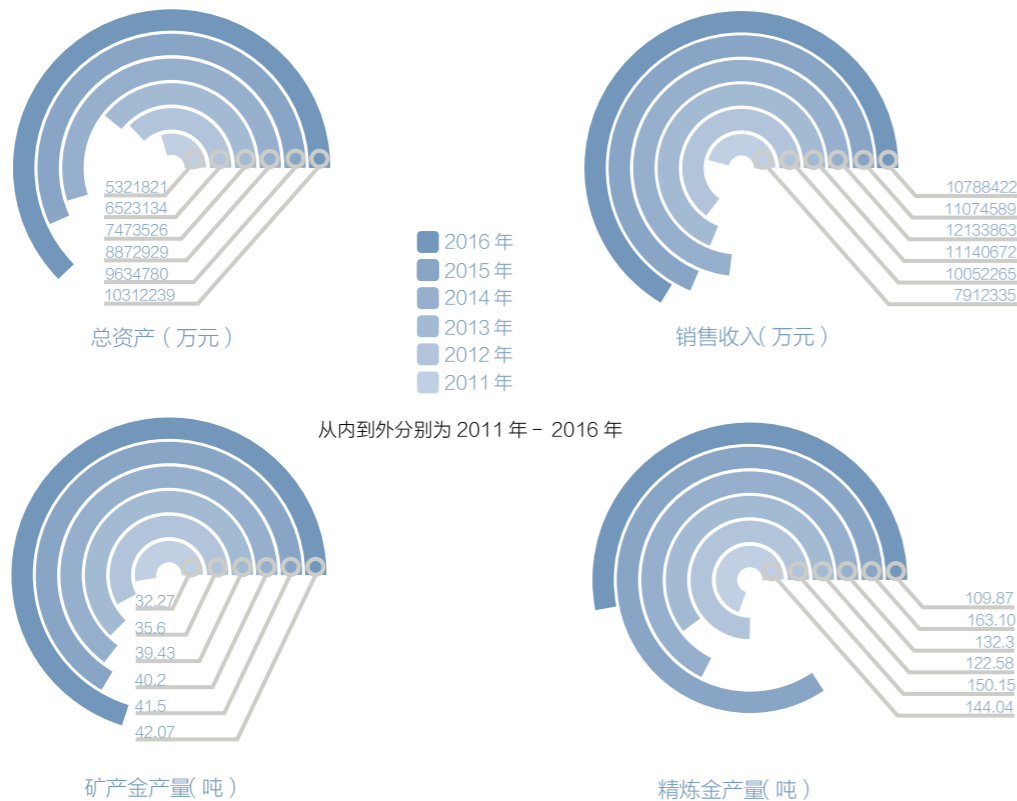 5321821
6523134
7473526
8872929
9634780
10312239
总资产（万元）
10788422
11074589
12133863
11140672
10052265
7912335
销售收入(万元）
2016 年
2015 年
2014 年
2013 年
2012 年
2011 年
从内到外分别为 2011 年 – 2016 年
32.27
35.6
39.43
40.2
41.5
42.07
矿产金产量( 吨 )
109.87
163.10
132.3
122.58
150.15
144.04
精炼金产量( 吨 )